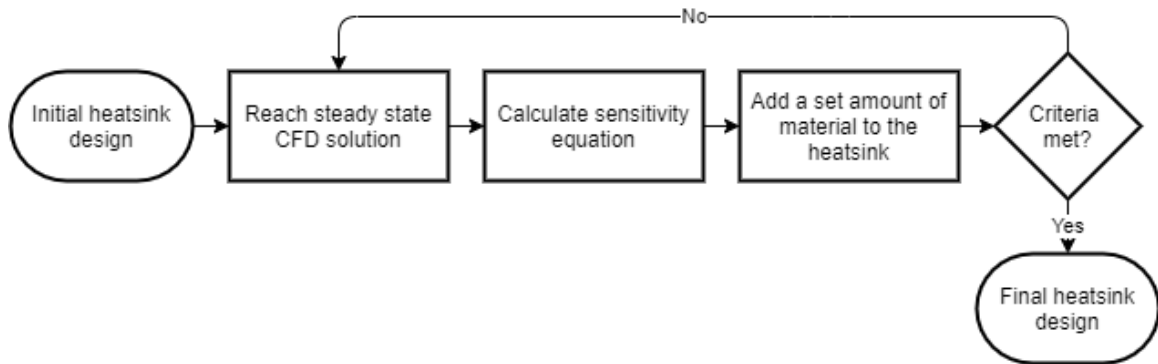 No
Initial heatsink
design
Reach steady state
CFD solution
Calculate sensitivity
equation
Add a set amount of
material to the
heatsink
Criteria
met?
Yes
Final heatsink
design